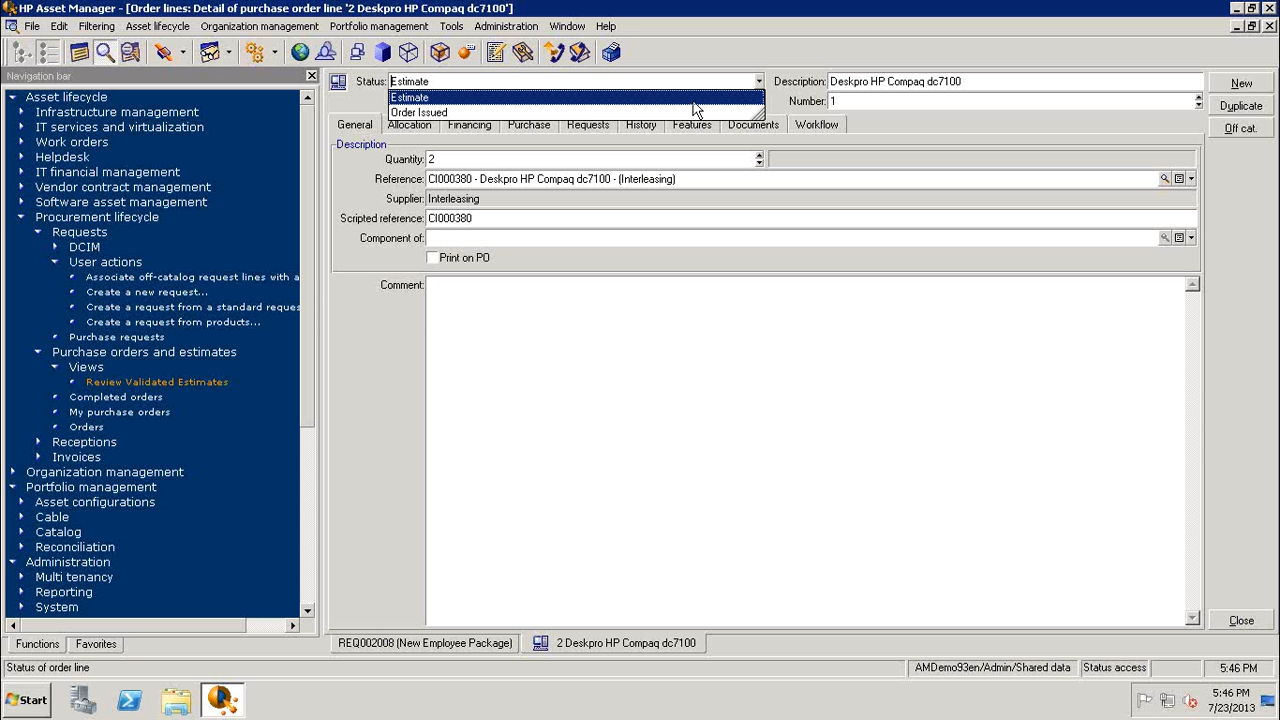 HP Asset Manager - [Order lines: Detail of purchase order line '2 Deskpro HP Compaq dc7100']
File Edit Filtering Asset lifecycle Organization management Portfolio management Tools Administration Window Help
Navigation bar
Asset lifecycle
Infrastructure management
IT services and virtualization
Work orders
Helpdesk
IT financial management
Vendor contract management
Software asset management
Procurement lifecycle
Requests
DCIM
User actions
Associate off-catalog request lines with a
Create a new request...
Create a request from a standard reques
Create a request from products...
Purchase requests
Purchase orders and estimates
Views
Review Validated Estimates
Completed orders
My purchase orders
Orders
Receptions
Invoices
Organization management
Portfolio management
Asset configurations
Cable
Catalog
Reconciliation
Administration
Multi tenancy
Reporting
System
Functions Favorites
Status: Estimate
Estimate
Order Issued
Description: Deskpro HP Compaq dc7100
Number: 1
New
Duplicate
Off cat.
General Allocation Financing Purchase Requests History Features Documents Workflow
Description
Quantity: 2
Reference: CI000380 - Deskpro HP Compaq dc7100 - (Interleasing)
Supplier: Interleasing
Scripted reference: CI000380
Component of:
Print on PO
Comment:
Close
REQ002008 (New Employee Package) 2 Deskpro HP Compaq dc7100
Status of order line AMDemo93en/Admin/Shared data Status access 5:46 PM
Start
5:46 PM
7/23/2013